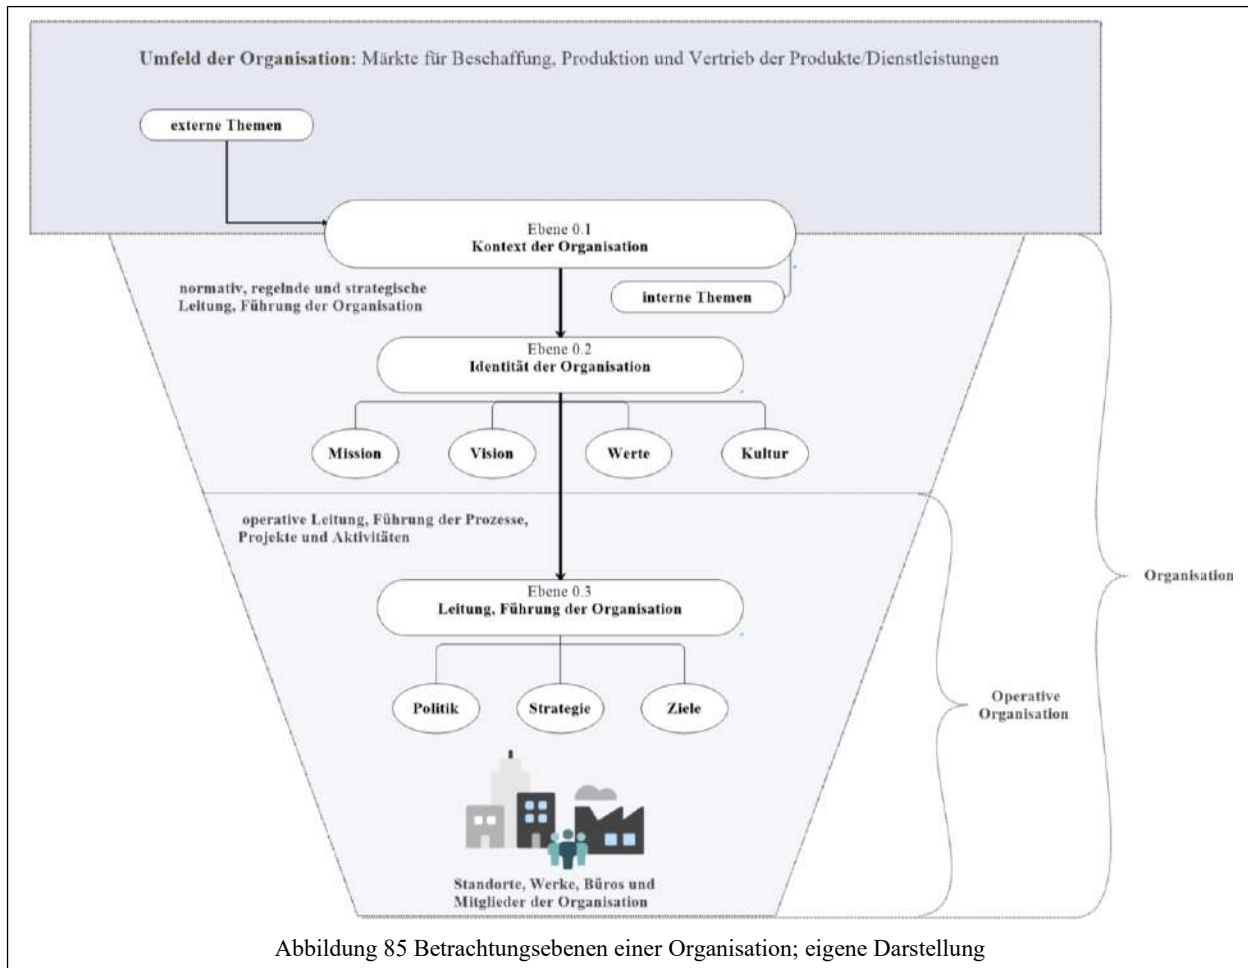 Umfeld der Organisation: Märkte für Beschaffung, Produktion und Vertrieb der Produkte/Dienstleistungen
externe Themen
Ebene 0.1
Kontext der Organisation
normativ, regelnde und strategische
Leitung, Führung der Organisation
interne Themen
Ebene 0.2
Identität der Organisation
Mission
Vision
Werte
Kultur
operative Leitung, Führung der Prozesse,
Projekte und Aktivitäten
Ebene 0.3
Leitung, Führung der Organisation
Organisation
Politik
Strategie
Ziele
Operative
Organisation
Standorte, Werke, Büros und
Mitglieder der Organisation
Abbildung 85 Betrachtungsebenen einer Organisation; eigene Darstellung